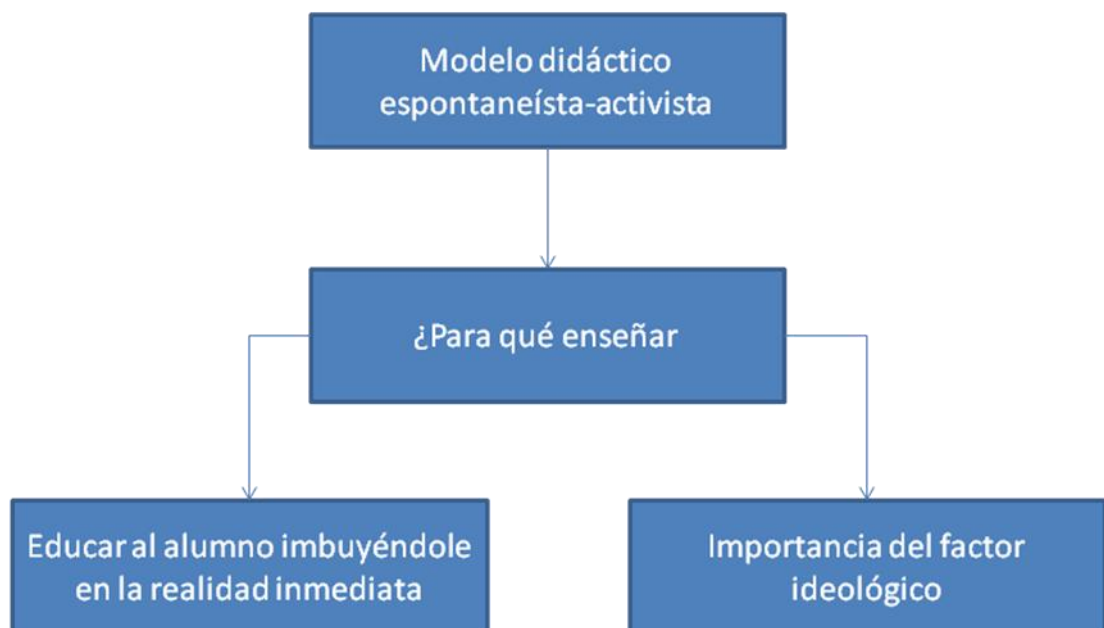 Modelo didáctico
espontaneísta-activista
¿Para qué enseñar
Educar al alumno imbuyéndole
en la realidad inmediata
Importancia del factor
ideológico